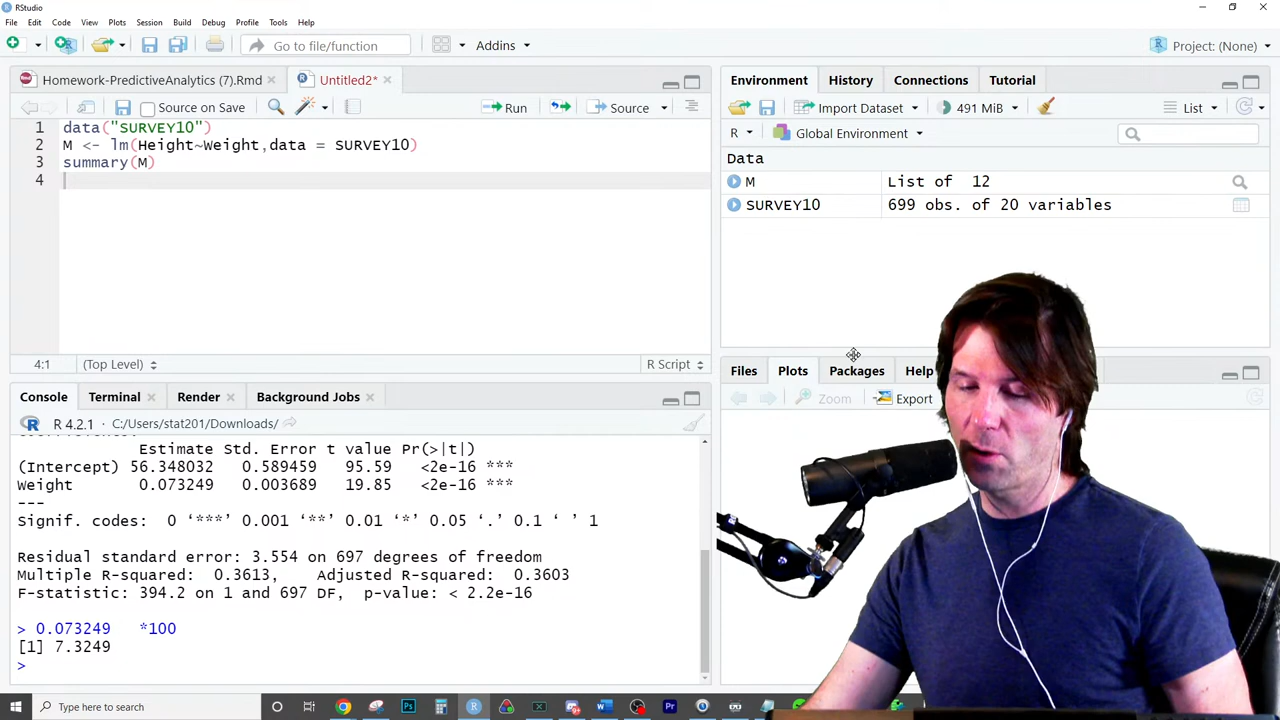 RStudio
File Edit Code View Plots Session Build Debug Profile Tools Help
Go to file/function Addins Project: (None)
Homework-PredictiveAnalytics (7).Rmd Untitled2*
Source on Save Run Source
1 data("SURVEY10")
2 M <- lm(Height~Weight,data = SURVEY10)
3 summary(M)
4
4:1 (Top Level) R Script
Console Terminal Render Background Jobs
R 4.2.1 · C:/Users/stat201/Downloads/
Estimate Std. Error t value Pr(>|t|)
(Intercept) 56.348032 0.589459 95.59 <2e-16 ***
Weight 0.073249 0.003689 19.85 <2e-16 ***
---
Signif. codes: 0 ‘***’ 0.001 ‘**’ 0.01 ‘*’ 0.05 ‘.’ 0.1 ‘ ’ 1
Residual standard error: 3.554 on 697 degrees of freedom
Multiple R-squared: 0.3613, Adjusted R-squared: 0.3603
F-statistic: 394.2 on 1 and 697 DF, p-value: < 2.2e-16
> 0.073249 *100
[1] 7.3249
>
Environment History Connections Tutorial
Import Dataset 491 MiB List
R Global Environment
Data
M List of 12
SURVEY10 699 obs. of 20 variables
Files Plots Packages Help
Zoom Export
Type here to search